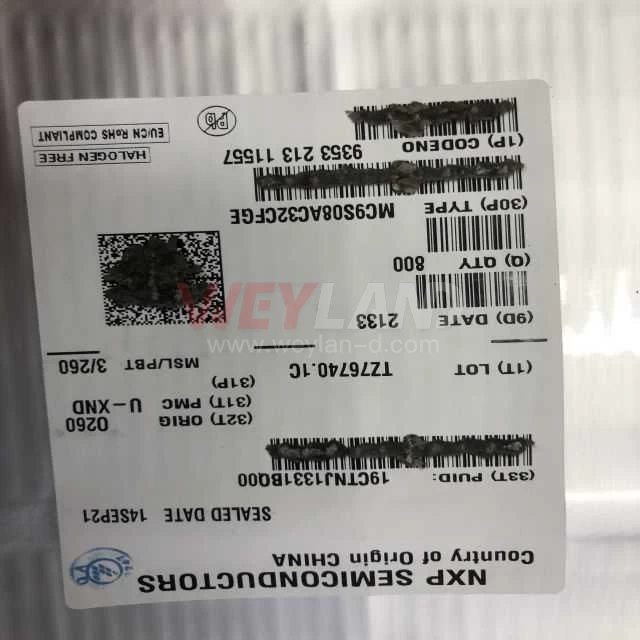 NXP SEMICONDUCTORS
Country of Origin CHINA
SEALED DATE 14SEP21
(33T) PUID:
19CTNJ1331BQ00
(32T) ORIG 0260
(31T) PMC U-XND
(31P)
MSL/PBT 3/260
(1T) LOT
TZ76740.1C
(9D) DATE
2133
(Q) QTY
800
(30P) TYPE
MC9S08AC32CFGE
(1P) CODENO
9353 213 11557
HALOGEN FREE
EU/CN RoHS COMPLIANT
Pb
WEYLAN
www.weylan-d.com